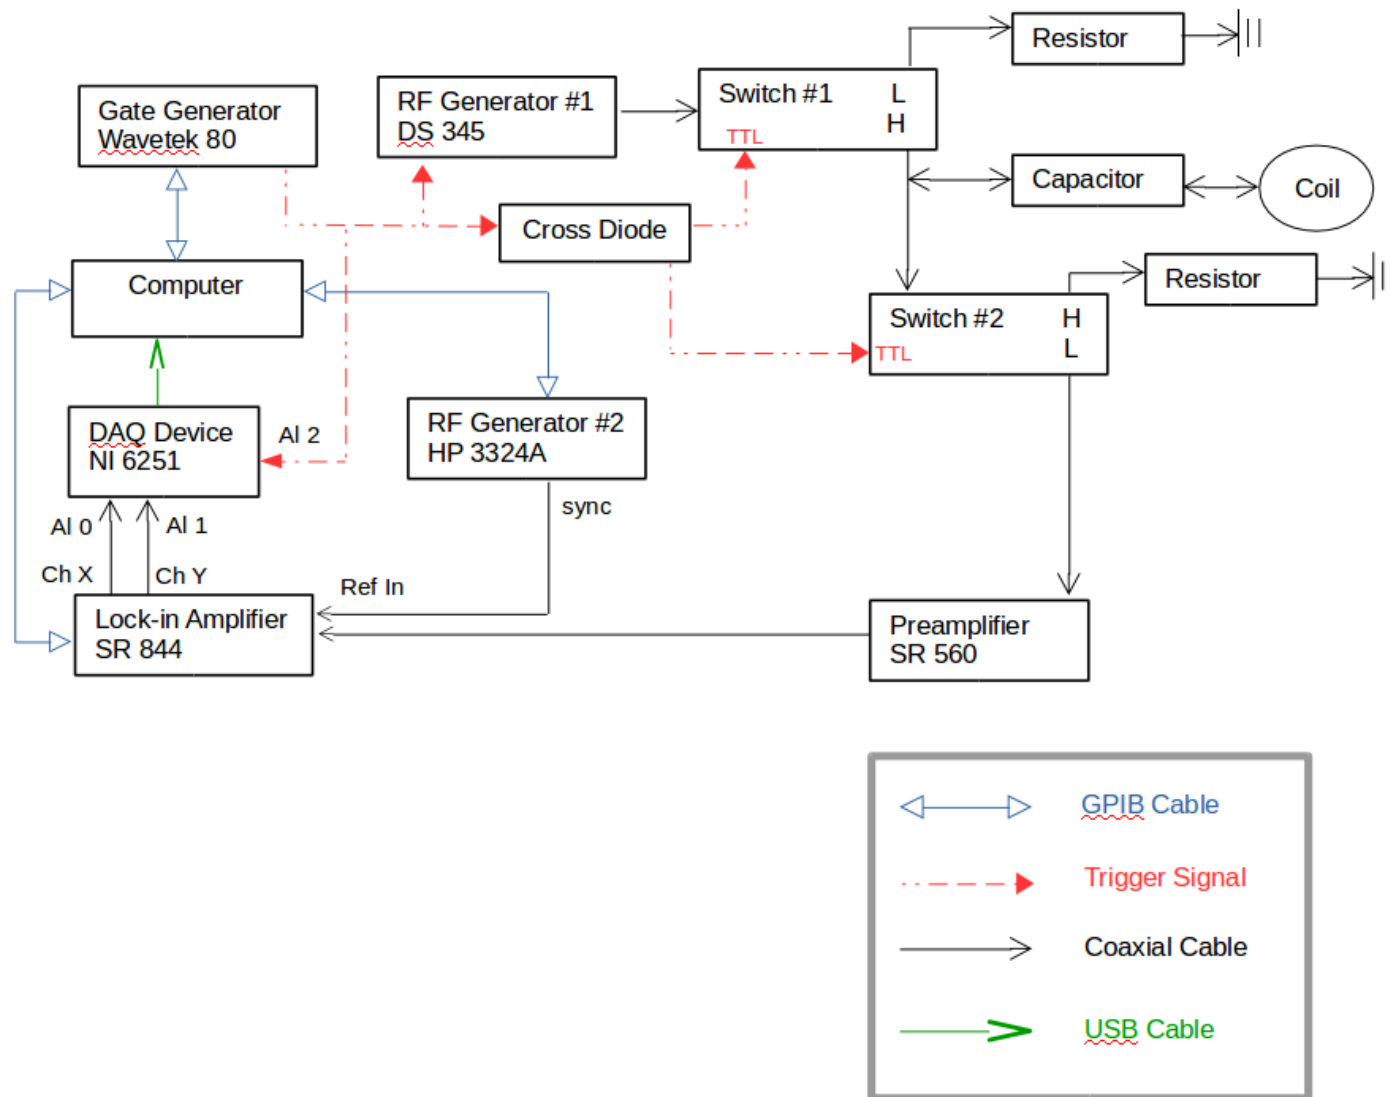 Resistor
Gate Generator
Wavetek 80
RF Generator #1
DS 345
Switch #1
L
H
TTL
Capacitor
Coil
Cross Diode
Computer
Resistor
Switch #2
H
L
TTL
DAQ Device
NI 6251
AI 2
RF Generator #2
HP 3324A
sync
AI 0
AI 1
Ch X
Ch Y
Ref In
Lock-in Amplifier
SR 844
Preamplifier
SR 560
GPIB Cable
Trigger Signal
Coaxial Cable
USB Cable